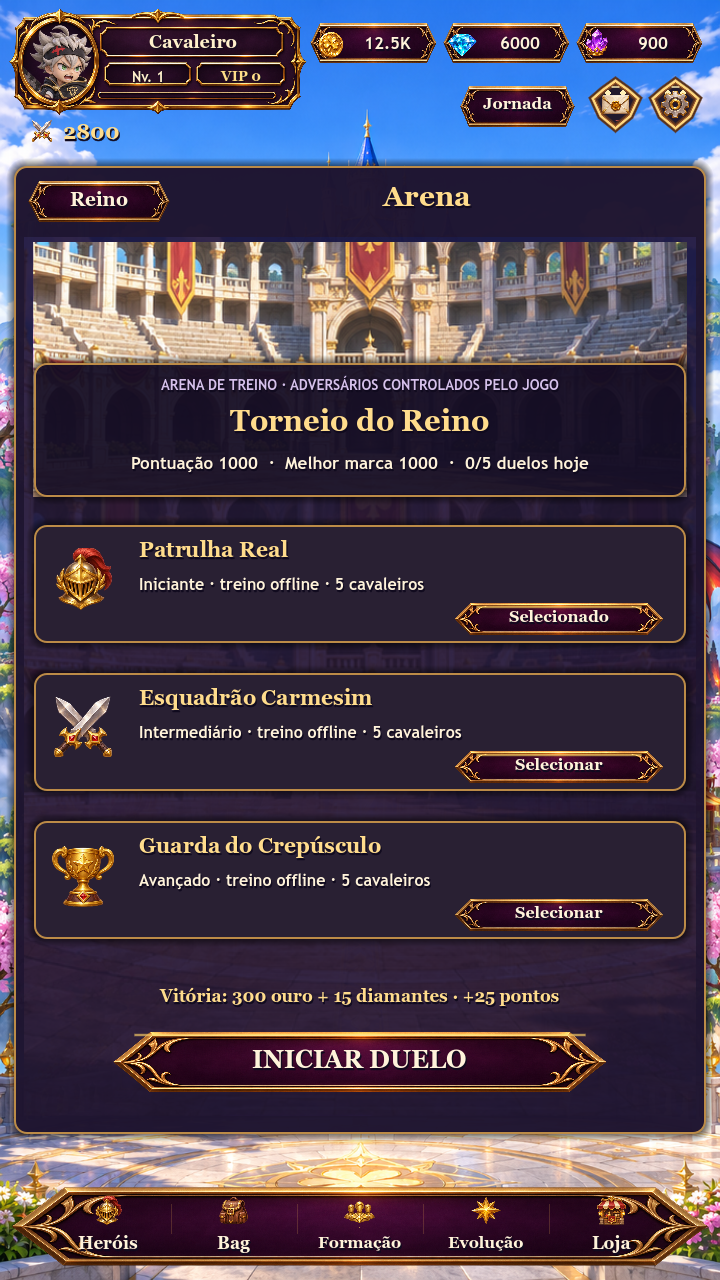 Cavaleiro
12.5K
6000
900
Nv. 1
VIP 0
Jornada
2800
Reino
Arena
ARENA DE TREINO · ADVERSÁRIOS CONTROLADOS PELO JOGO
Torneio do Reino
Pontuação 1000 · Melhor marca 1000 · 0/5 duelos hoje
Patrulha Real
Iniciante · treino offline · 5 cavaleiros
Selecionado
Esquadrão Carmesim
Intermediário · treino offline · 5 cavaleiros
Selecionar
Guarda do Crepúsculo
Avançado · treino offline · 5 cavaleiros
Selecionar
Vitória: 300 ouro + 15 diamantes · +25 pontos
INICIAR DUELO
Heróis
Bag
Formação
Evolução
Loja